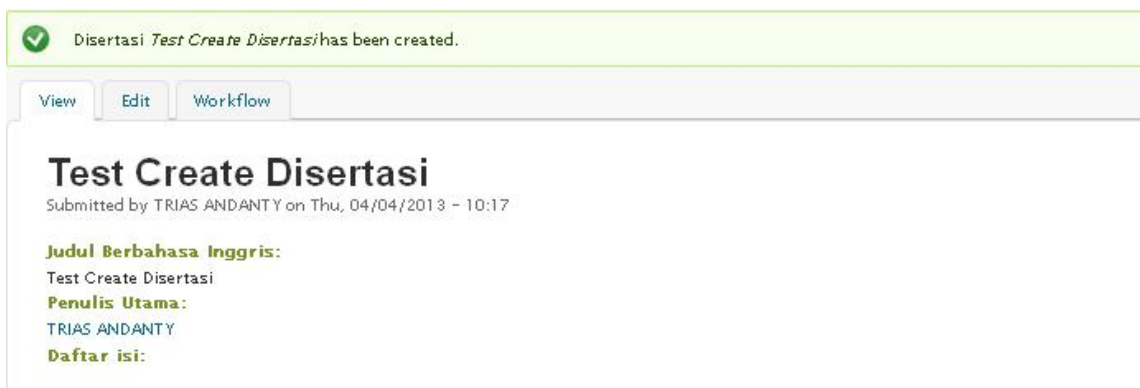 Disertasi Test Create Disertasi has been created.
View Edit Workflow
Test Create Disertasi
Submitted by TRIAS ANDANTY on Thu, 04/04/2013 - 10:17
Judul Berbahasa Inggris:
Test Create Disertasi
Penulis Utama:
TRIAS ANDANTY
Daftar isi: